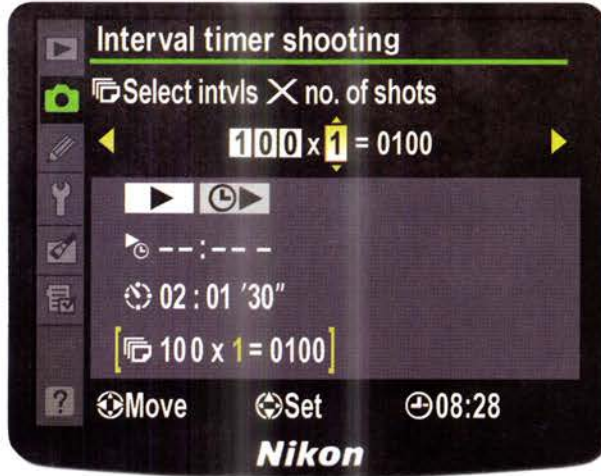 Interval timer shooting
Select intvls X no. of shots
100 x 1 = 0100
--:-- -
02 : 01 '30"
100 x 1 = 0100
?
Move Set 08:28
Nikon